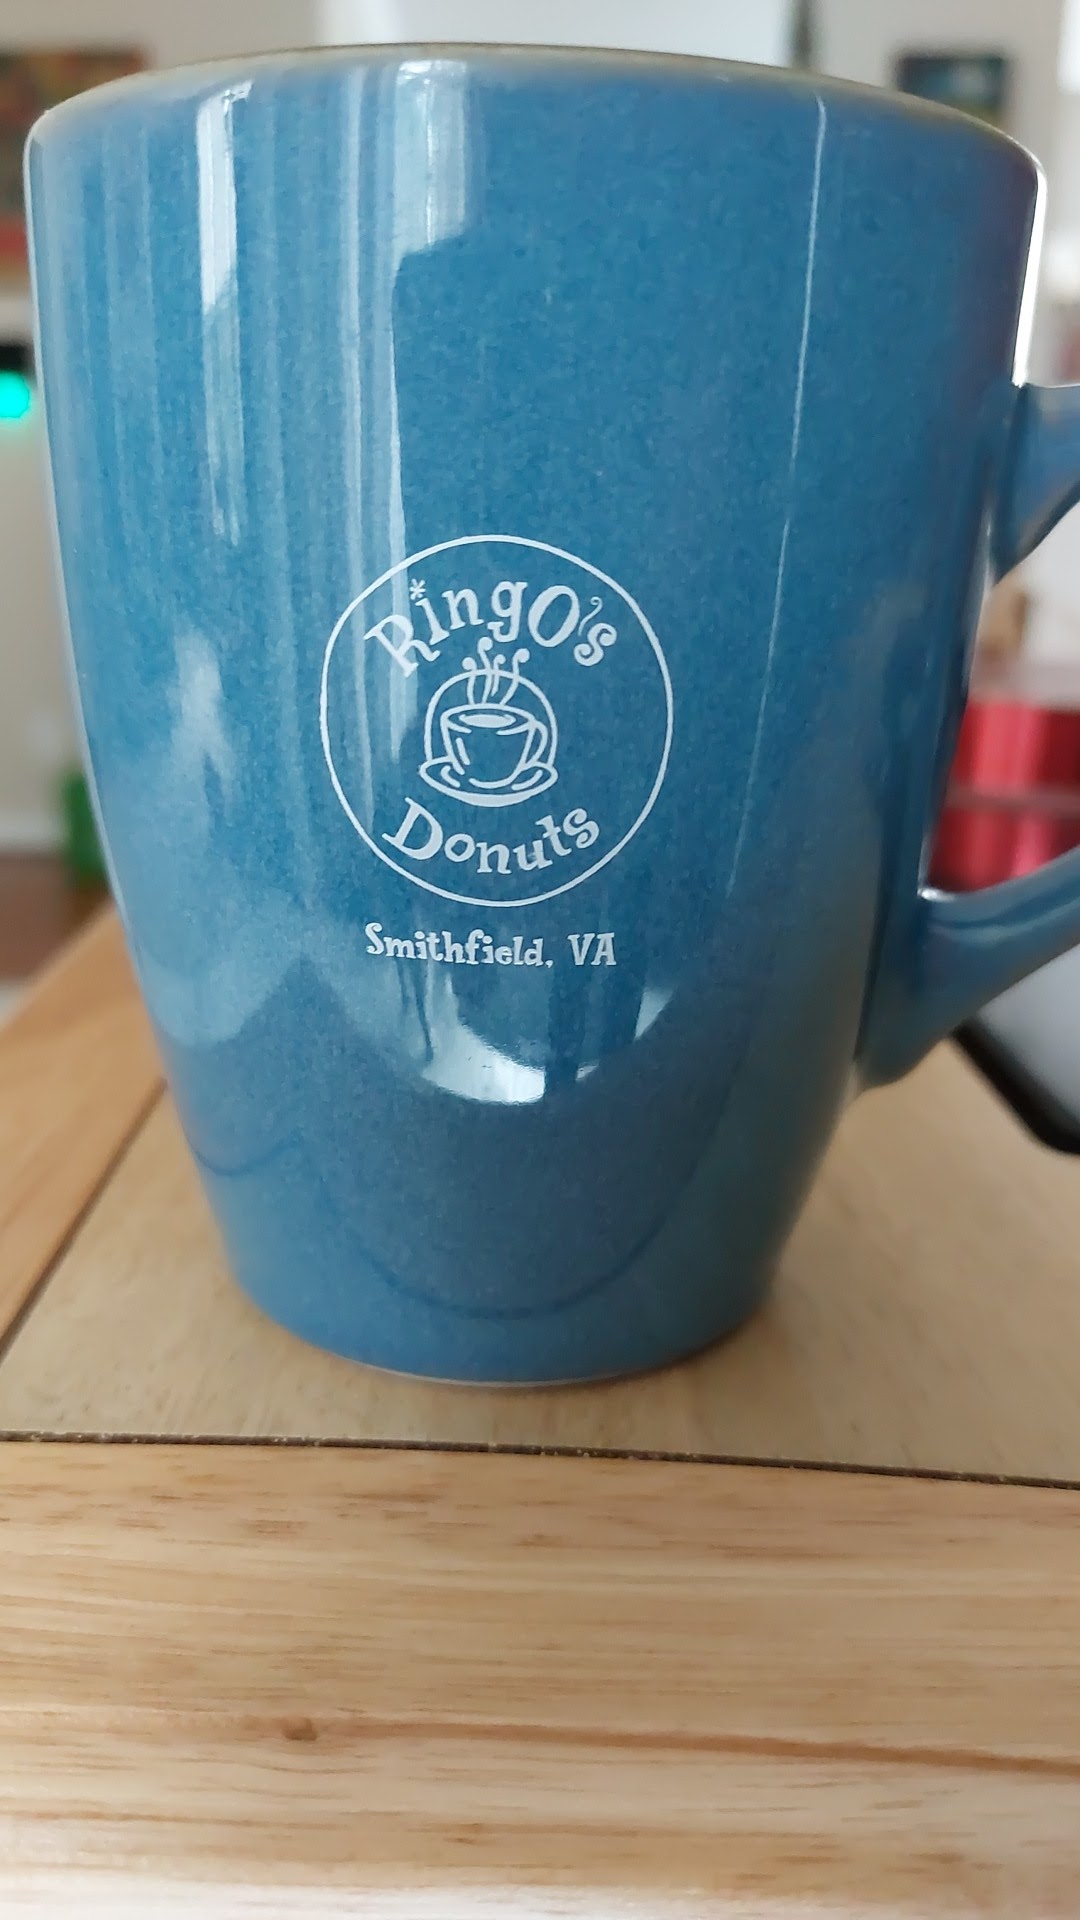 RingO's
Donuts
Smithfield, VA